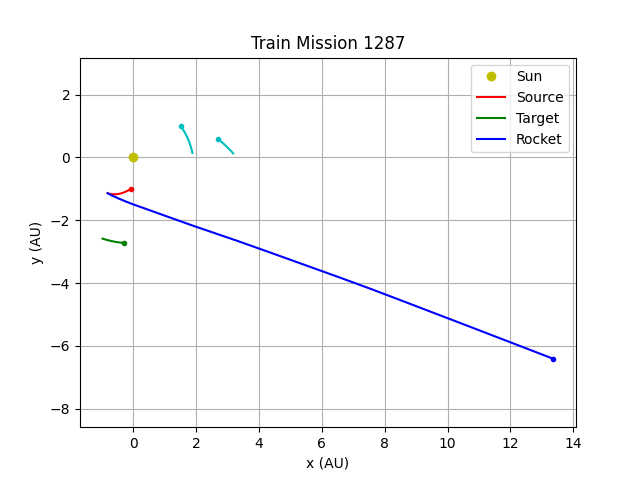 Train Mission 1287
Sun
Source
Target
Rocket
2
0
−2
−4
−6
−8
y (AU)
0
2
4
6
8
10
12
14
x (AU)